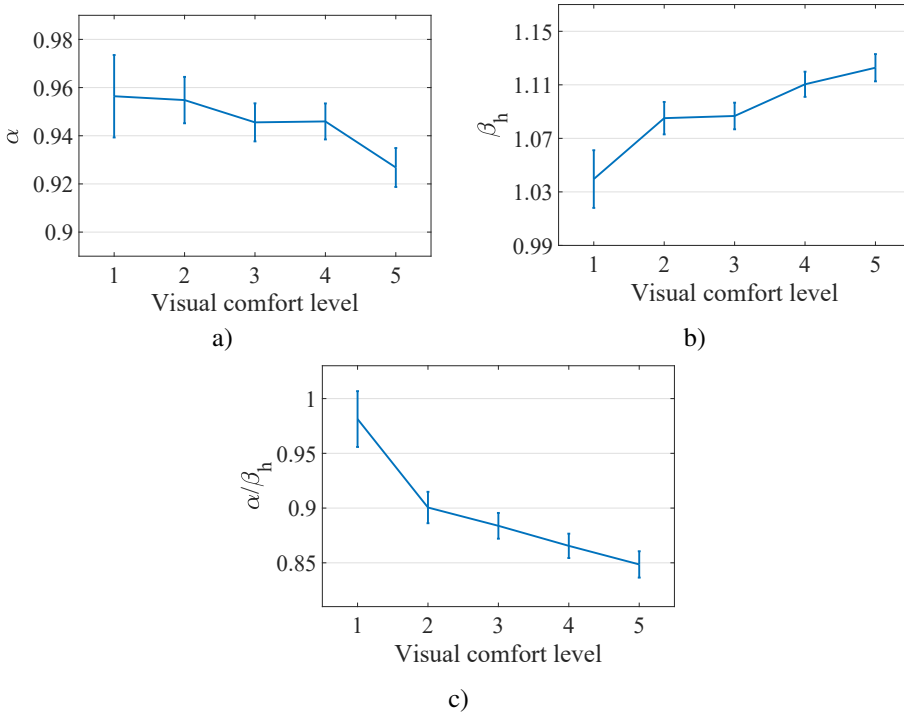 0.98
0.96
0.94
0.92
0.9
α
1 2 3 4 5
Visual comfort level
a)
1.15
1.11
1.07
1.03
0.99
βh
1 2 3 4 5
Visual comfort level
b)
1
0.95
0.9
0.85
α/βh
1 2 3 4 5
Visual comfort level
c)